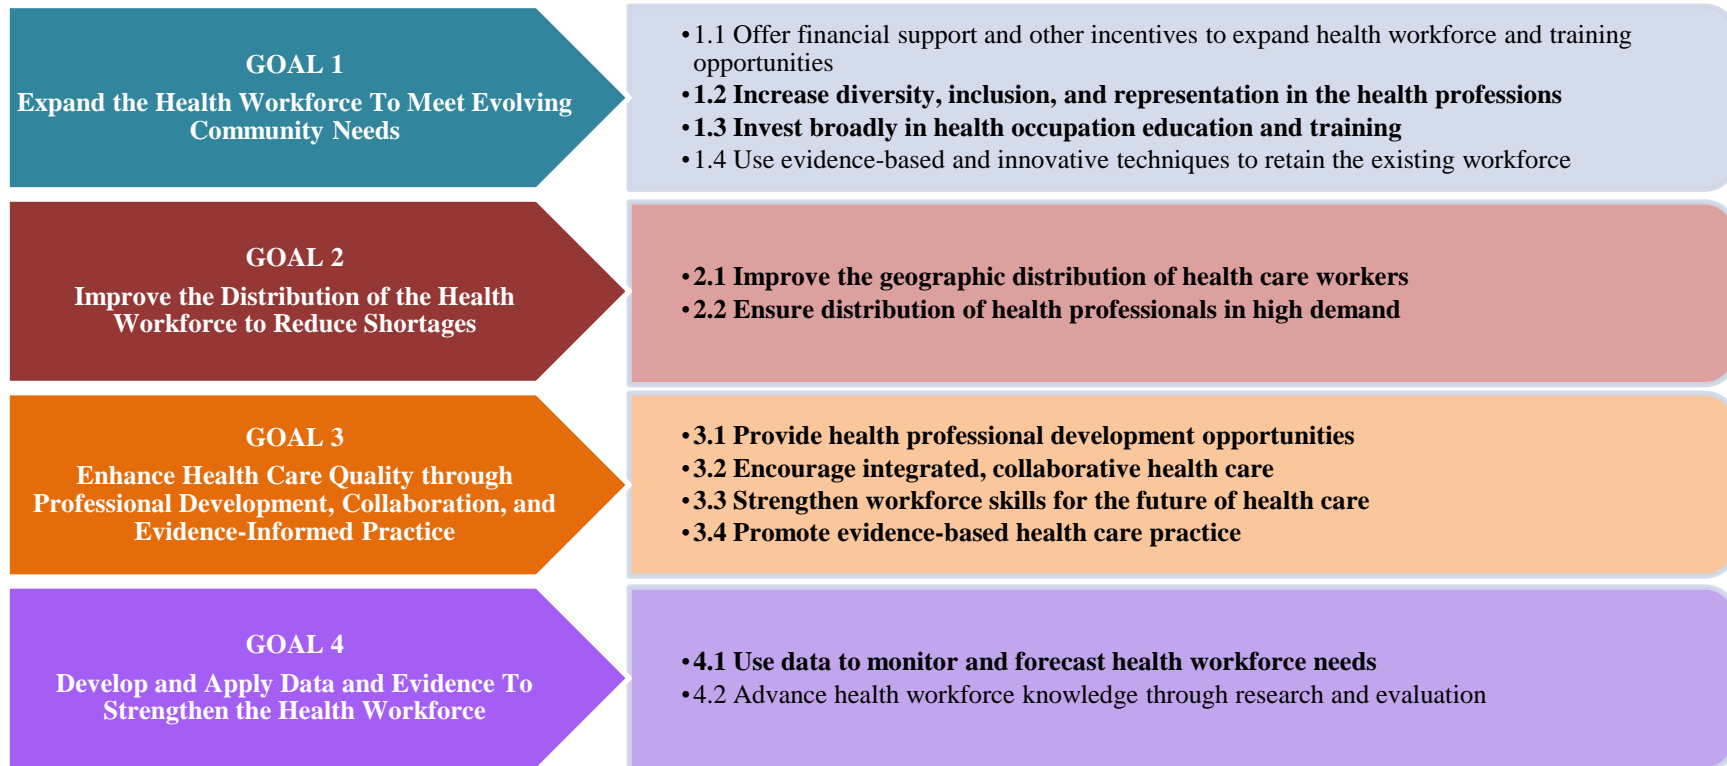 GOAL 1
Expand the Health Workforce To Meet Evolving
Community Needs
•1.1 Offer financial support and other incentives to expand health workforce and training
opportunities
•1.2 Increase diversity, inclusion, and representation in the health professions
•1.3 Invest broadly in health occupation education and training
•1.4 Use evidence-based and innovative techniques to retain the existing workforce
GOAL 2
Improve the Distribution of the Health
Workforce to Reduce Shortages
•2.1 Improve the geographic distribution of health care workers
•2.2 Ensure distribution of health professionals in high demand
GOAL 3
Enhance Health Care Quality through
Professional Development, Collaboration, and
Evidence-Informed Practice
•3.1 Provide health professional development opportunities
•3.2 Encourage integrated, collaborative health care
•3.3 Strengthen workforce skills for the future of health care
•3.4 Promote evidence-based health care practice
GOAL 4
Develop and Apply Data and Evidence To
Strengthen the Health Workforce
•4.1 Use data to monitor and forecast health workforce needs
•4.2 Advance health workforce knowledge through research and evaluation